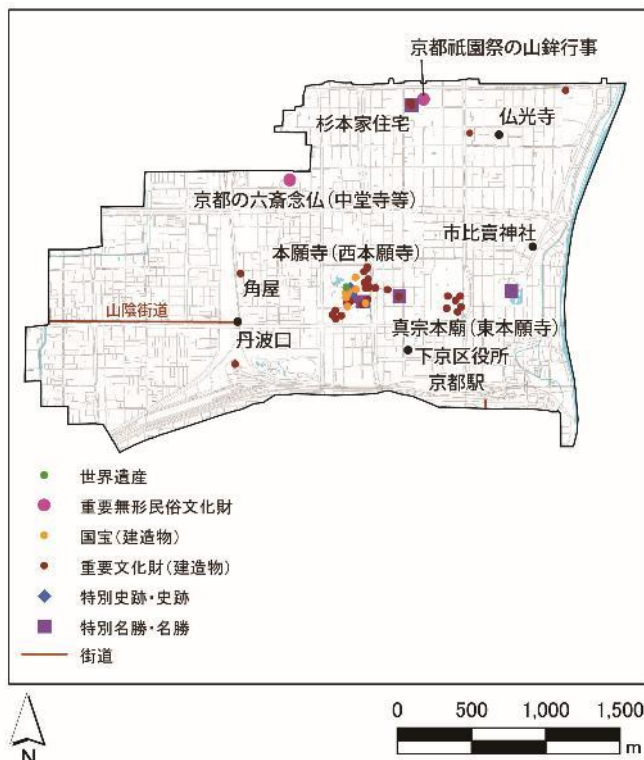 京都祇園祭の山鉾行事
杉本家住宅
仏光寺
京都の六斎念仏(中堂寺等)
市比賣神社
本願寺(西本願寺)
角屋
山陰街道
真宗本廟(東本願寺)
丹波口
下京区役所
京都駅
世界遺産
重要無形民俗文化財
国宝(建造物)
重要文化財(建造物)
特別史跡・史跡
特別名勝・名勝
街道
N
0 500 1,000 1,500
m